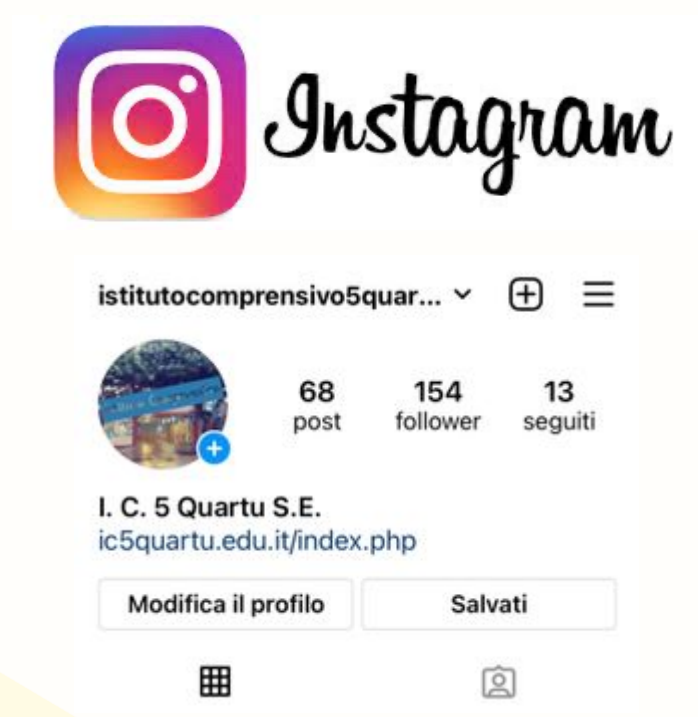 Instagram
istitutocomprensivo5quar...
68 154 13
post follower seguiti
I. C. 5 Quartu S.E.
ic5quartu.edu.it/index.php
Modifica il profilo Salvati